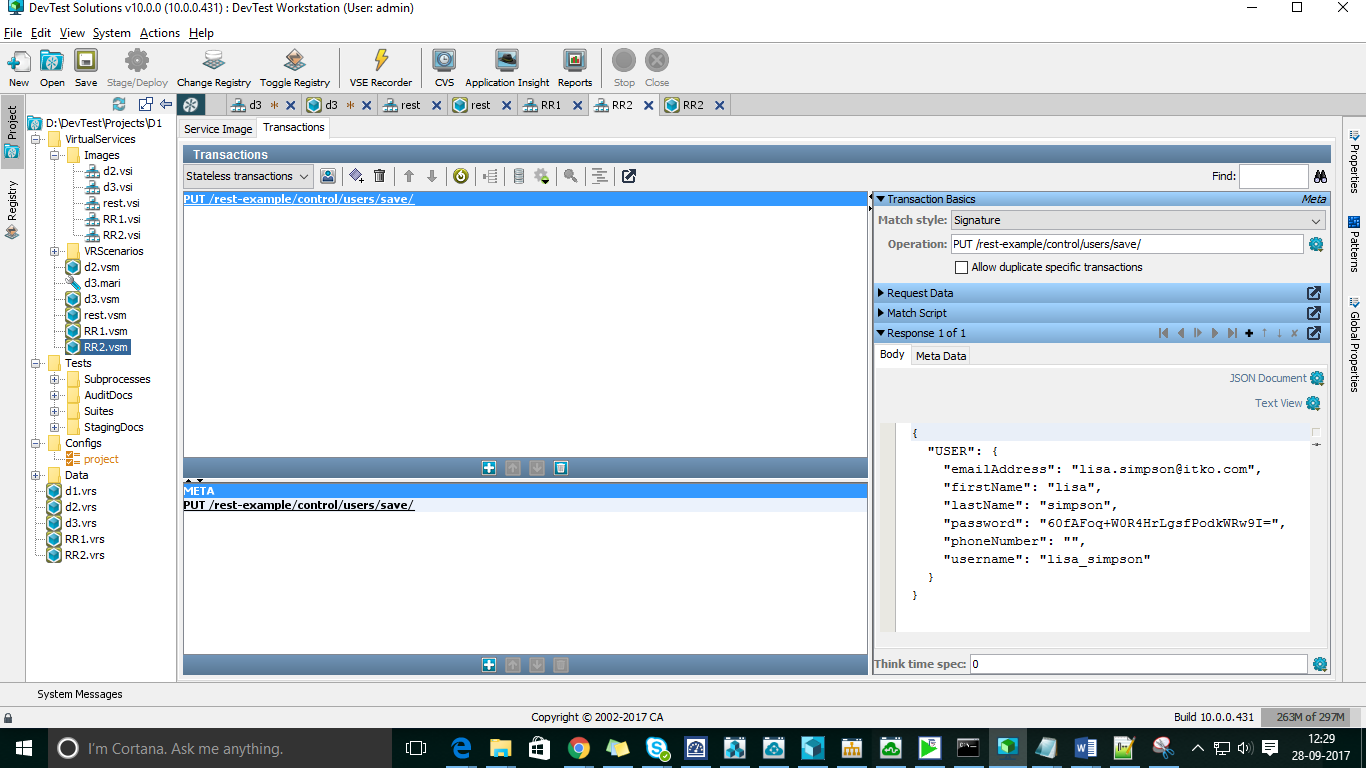 DevTest Solutions v10.0.0 (10.0.0.431) : DevTest Workstation (User: admin)
File Edit View System Actions Help
New Open Save Stage/Deploy Change Registry Toggle Registry VSE Recorder CVS Application Insight Reports Stop Close
Project
Registry
D:\DevTest\Projects\D1
VirtualServices
Images
d2.vsi
d3.vsi
rest.vsi
RR1.vsi
RR2.vsi
VRScenarios
d2.vsm
d3.mari
d3.vsm
rest.vsm
RR1.vsm
RR2.vsm
Tests
Subprocesses
AuditDocs
Suites
StagingDocs
Configs
project
Data
d1.vrs
d2.vrs
d3.vrs
RR1.vrs
RR2.vrs
d3 * d3 * rest rest RR1 RR2 RR2
Service Image Transactions
Transactions
Stateless transactions Find:
PUT /rest-example/control/users/save/
META
PUT /rest-example/control/users/save/
Transaction Basics Meta
Match style: Signature
Operation: PUT /rest-example/control/users/save/
Allow duplicate specific transactions
Request Data
Match Script
Response 1 of 1
Body Meta Data
JSON Document
Text View
{
"USER": {
"emailAddress": "lisa.simpson@itko.com",
"firstName": "lisa",
"lastName": "simpson",
"password": "60fAFoq+W0R4HrLgsfPodkWRw9I=",
"phoneNumber": "",
"username": "lisa_simpson"
}
}
Think time spec: 0
Properties
Patterns
Global Properties
System Messages
Copyright © 2002-2017 CA
Build 10.0.0.431 263M of 297M
I'm Cortana. Ask me anything.
12:29
28-09-2017